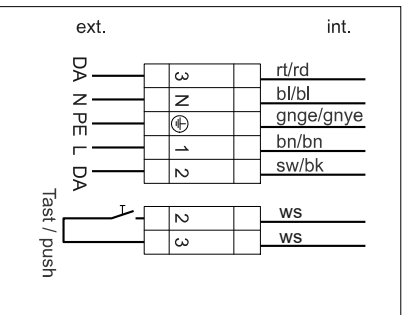 ext. int.
DA 3 rt/rd
N N bl/bl
PE gnge/gnye
L 1 bn/bn
DA 2 sw/bk
Tast / push
2 ws
3 ws